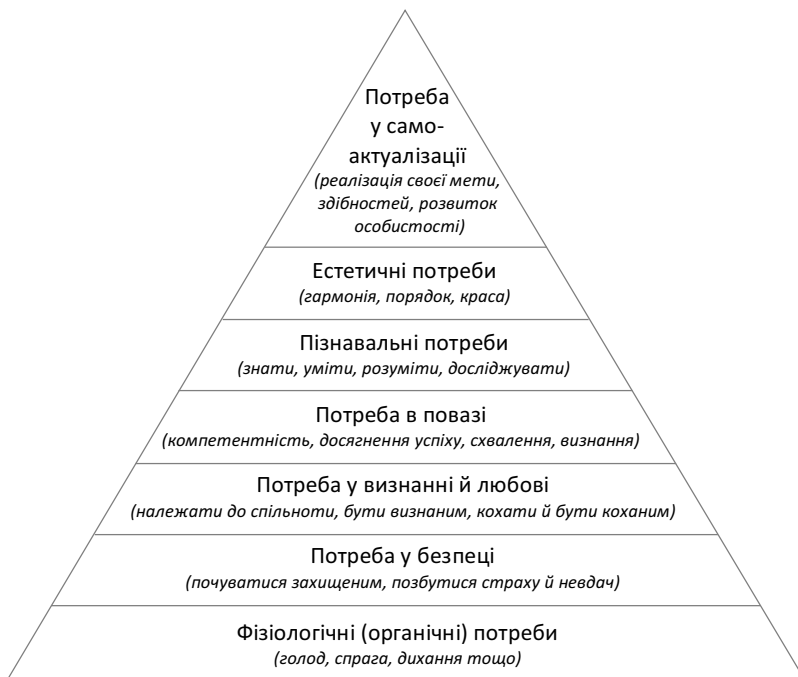 Потреба
у само-
актуалізації
(реалізація своєї мети,
здібностей, розвиток
особистості)
Естетичні потреби
(гармонія, порядок, краса)
Пізнавальні потреби
(знати, уміти, розуміти, досліджувати)
Потреба в повазі
(компетентність, досягнення успіху, схвалення, визнання)
Потреба у визнанні й любові
(належати до спільноти, бути визнаним, кохати й бути коханим)
Потреба у безпеці
(почуватися захищеним, позбутися страху й невдач)
Фізіологічні (органічні) потреби
(голод, спрага, дихання тощо)